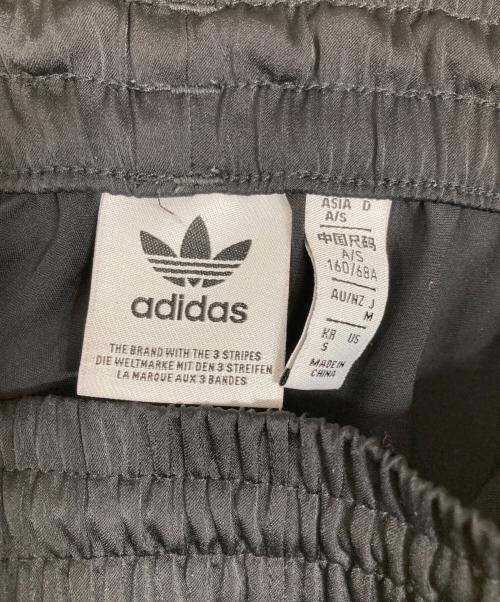 adidas
THE BRAND WITH THE 3 STRIPES
DIE WELTMARKE MIT DEN 3 STREIFEN
LA MARQUE AUX 3 BANDES
ASIA D
A/S
中国尺码
A/S
160/68A
AU/NZ J
M
KR US
S
MADE IN
CHINA